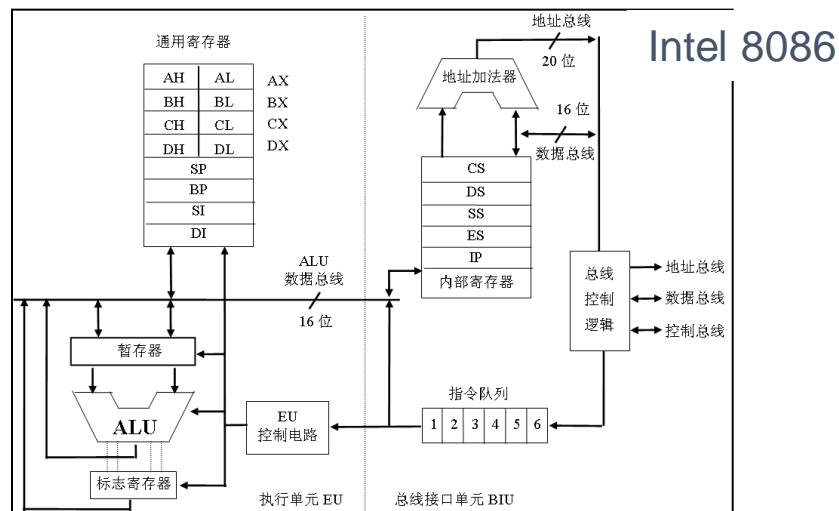 Intel 8086
通用寄存器
AH AL AX
BH BL BX
CH CL CX
DH DL DX
SP
BP
SI
DI
ALU
数据总线
16 位
暂存器
ALU
标志寄存器
EU
控制电路
执行单元 EU
地址总线
20 位
地址加法器
16 位
数据总线
CS
DS
SS
ES
IP
内部寄存器
总线
控制
逻辑
地址总线
数据总线
控制总线
指令队列
1 2 3 4 5 6
总线接口单元 BIU